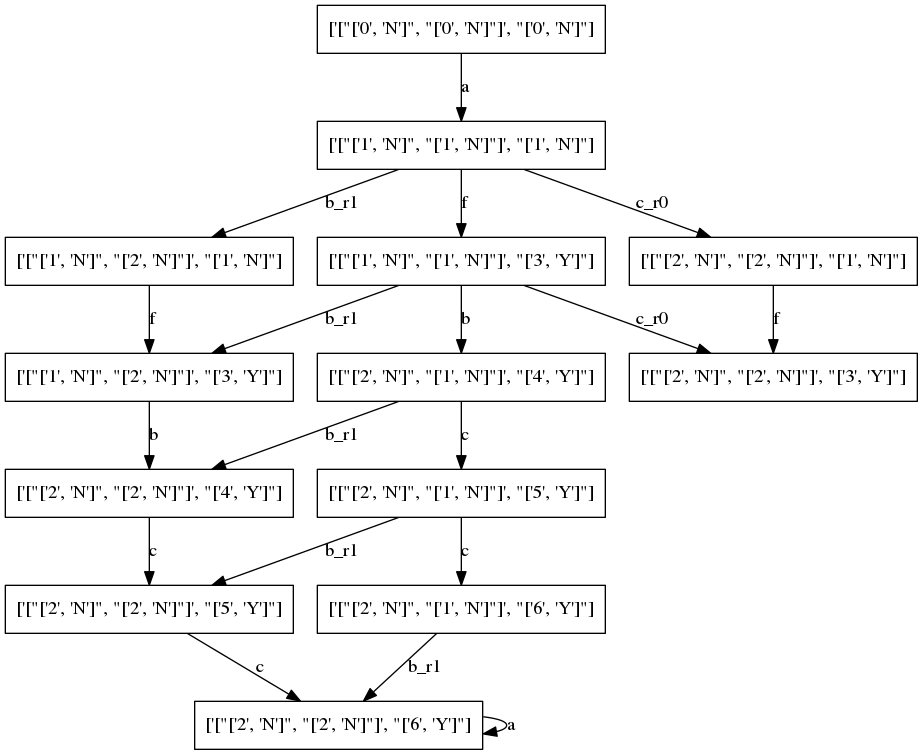 ['["['0', 'N']", "['0', 'N']"]', "['0', 'N']"]
a
['["['1', 'N']", "['1', 'N']"]', "['1', 'N']"]
b_r1 f c_r0
['["['1', 'N']", "['2', 'N']"]', "['1', 'N']"] ['["['1', 'N']", "['1', 'N']"]', "['3', 'Y']"] ['["['2', 'N']", "['2', 'N']"]', "['1', 'N']"]
f b_r1 b c_r0 f
['["['1', 'N']", "['2', 'N']"]', "['3', 'Y']"] ['["['2', 'N']", "['1', 'N']"]', "['4', 'Y']"] ['["['2', 'N']", "['2', 'N']"]', "['3', 'Y']"]
b b_r1 c
['["['2', 'N']", "['2', 'N']"]', "['4', 'Y']"] ['["['2', 'N']", "['1', 'N']"]', "['5', 'Y']"]
c b_r1 c
['["['2', 'N']", "['2', 'N']"]', "['5', 'Y']"] ['["['2', 'N']", "['1', 'N']"]', "['6', 'Y']"]
c b_r1
['["['2', 'N']", "['2', 'N']"]', "['6', 'Y']"] a